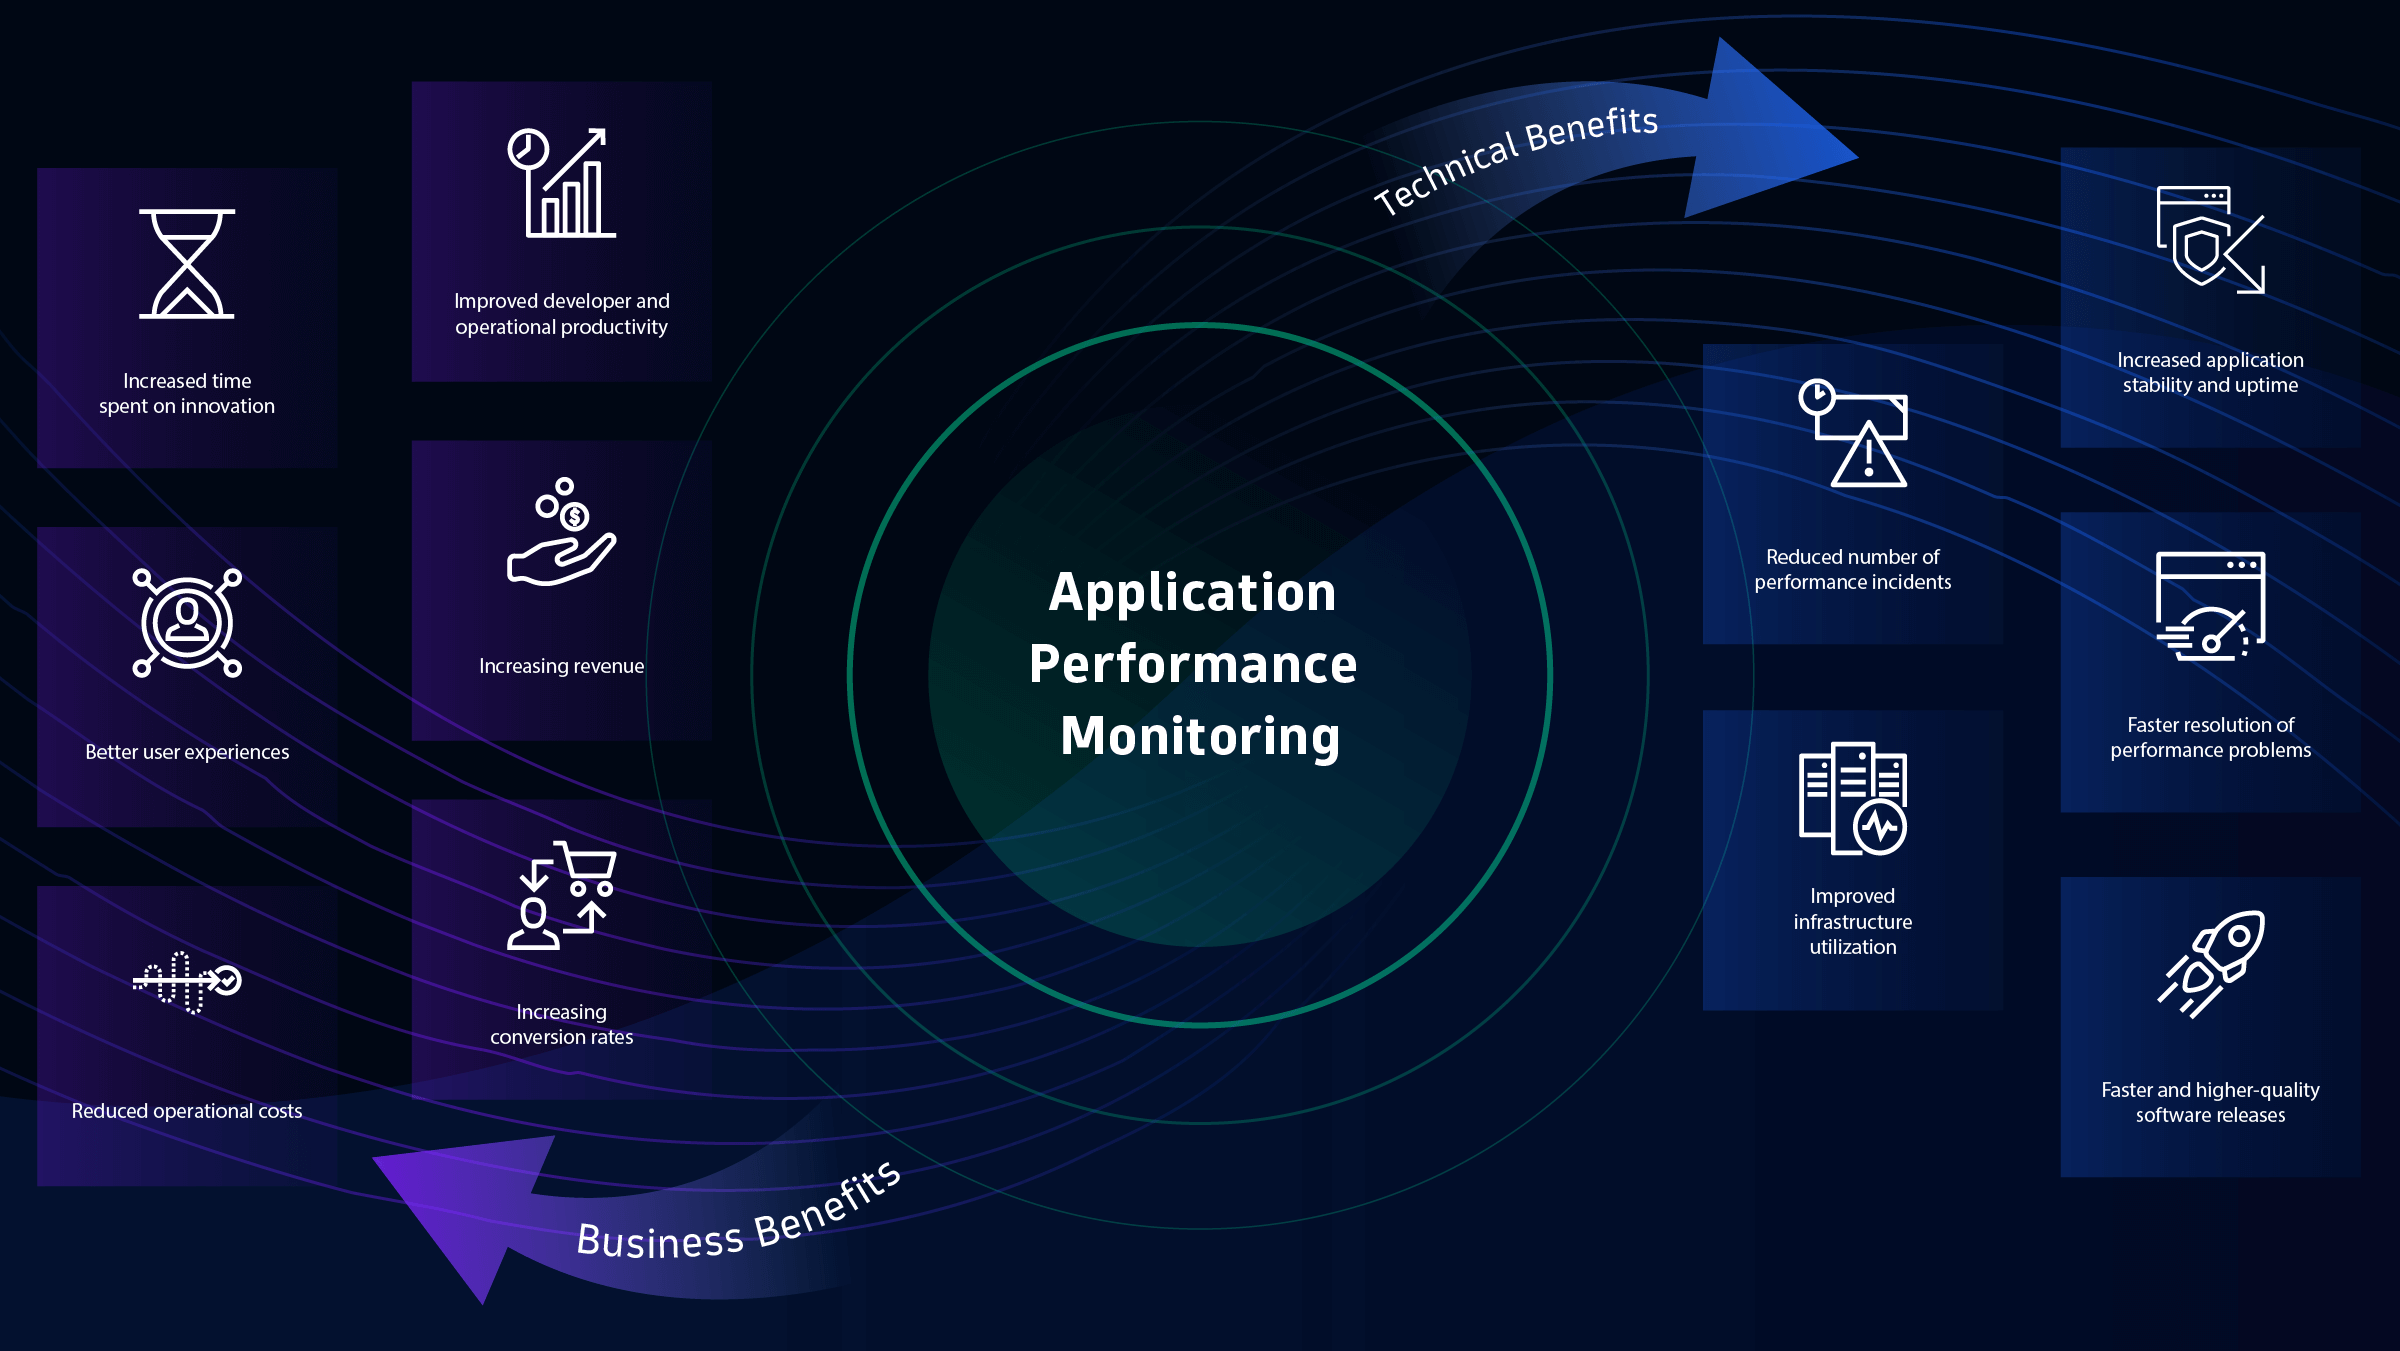 Technical Benefits
Improved developer and
operational productivity
Increased time
spent on innovation
Increasing revenue
Better user experiences
Increasing
conversion rates
Reduced operational costs
Business Benefits
Application
Performance
Monitoring
Increased application
stability and uptime
Reduced number of
performance incidents
Faster resolution of
performance problems
Improved
infrastructure
utilization
Faster and higher-quality
software releases